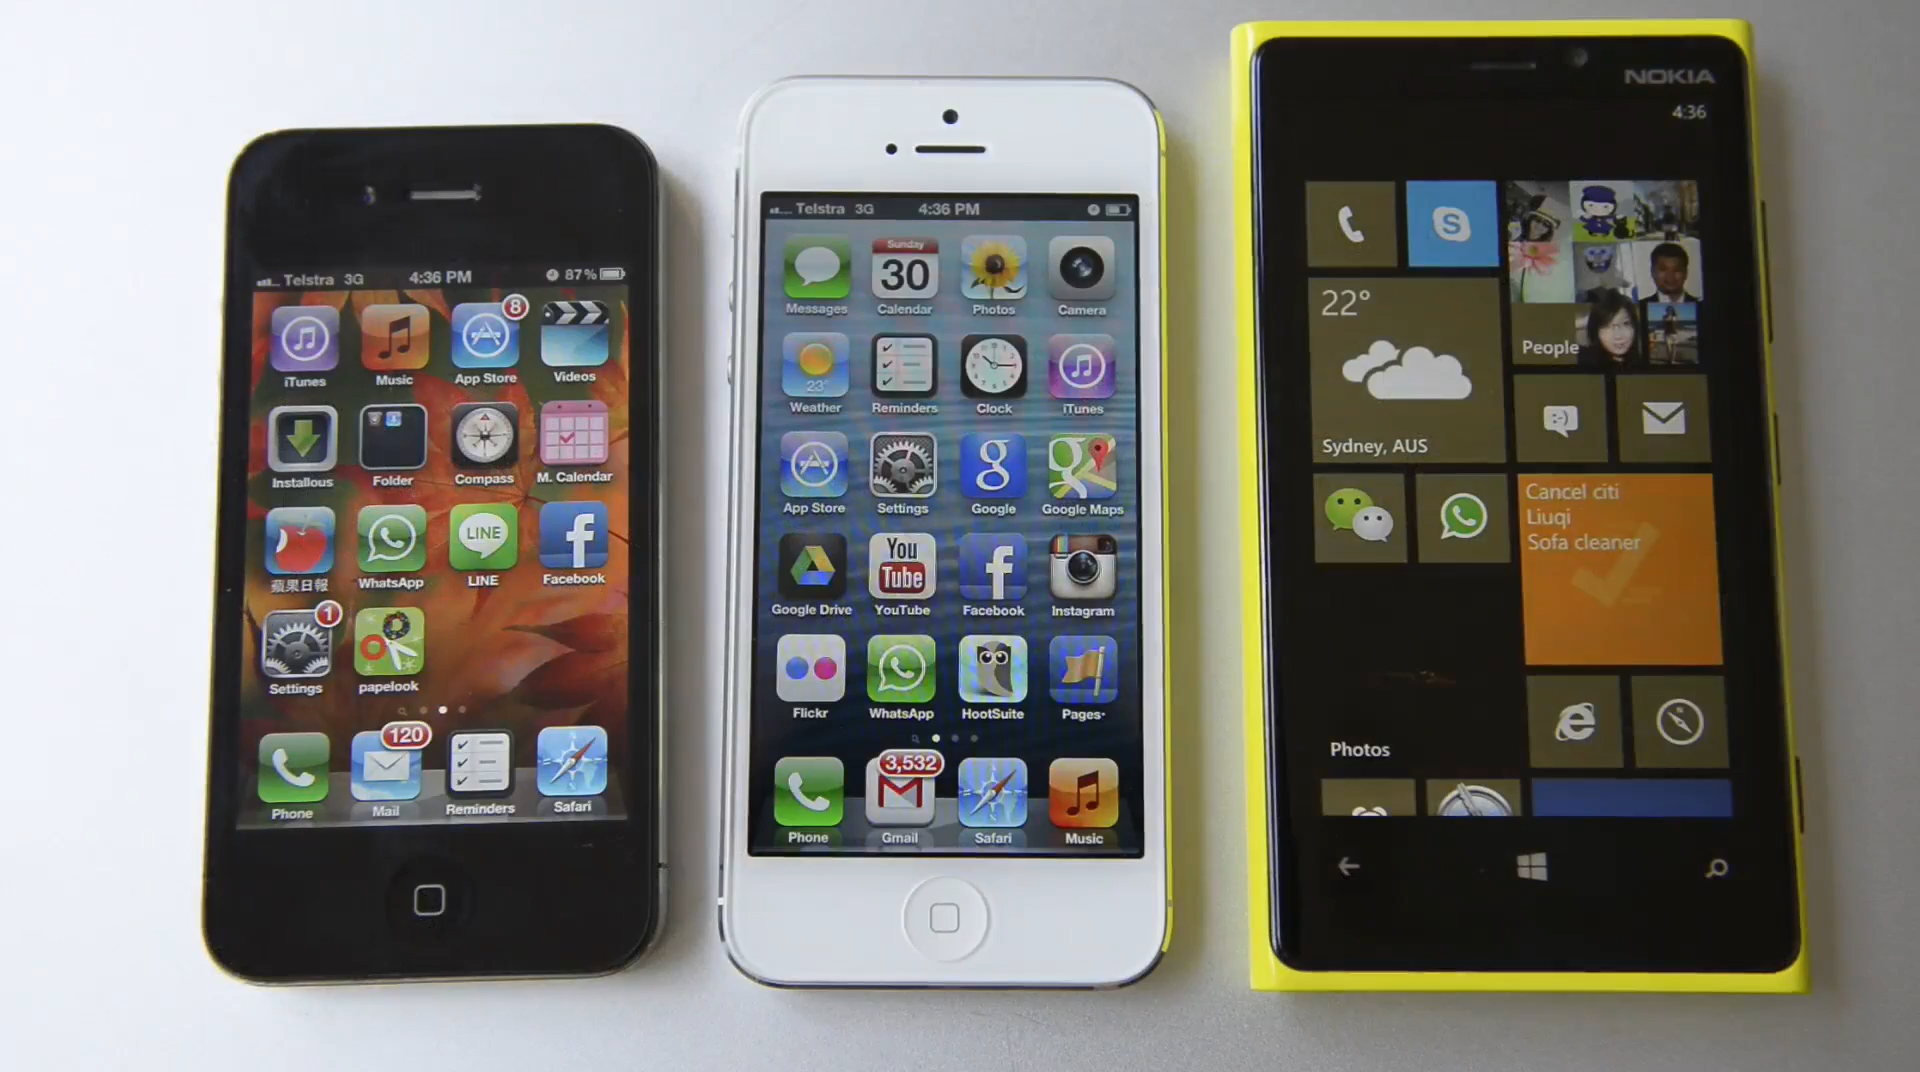 Telstra 3G 4:36 PM 87%
8
iTunes Music App Store Videos
Installous Folder Compass M. Calendar
LINE
蘋果日報 WhatsApp LINE Facebook
1
Settings papelook
120
Phone Mail Reminders Safari
Telstra 3G 4:36 PM
Sunday
30
Messages Calendar Photos Camera
23°
Weather Reminders Clock iTunes
g g
App Store Settings Google Google Maps
You
Tube f
Google Drive YouTube Facebook Instagram
Flickr WhatsApp HootSuite Pages
3,532
Phone Gmail Safari Music
NOKIA
4:36
22°
People
Sydney, AUS
Cancel citi
Liuqi
Sofa cleaner
Photos